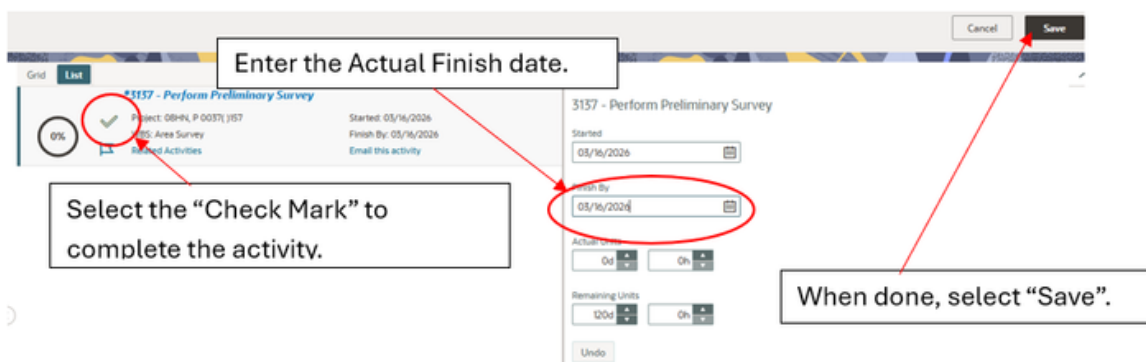 Cancel
Save
Enter the Actual Finish date.
Grid
List
*3137 - Perform Preliminary Survey
0%
Project: 08HN, P 0037( )157
Started: 03/16/2026
WBS: Area Survey
Finish By: 03/16/2026
Related Activities
Email this activity
Select the “Check Mark” to
complete the activity.
3137 - Perform Preliminary Survey
Started
03/16/2026
Finish By
03/16/2026
Actual Units
0d
0h
Remaining Units
120d
0h
Undo
When done, select “Save”.